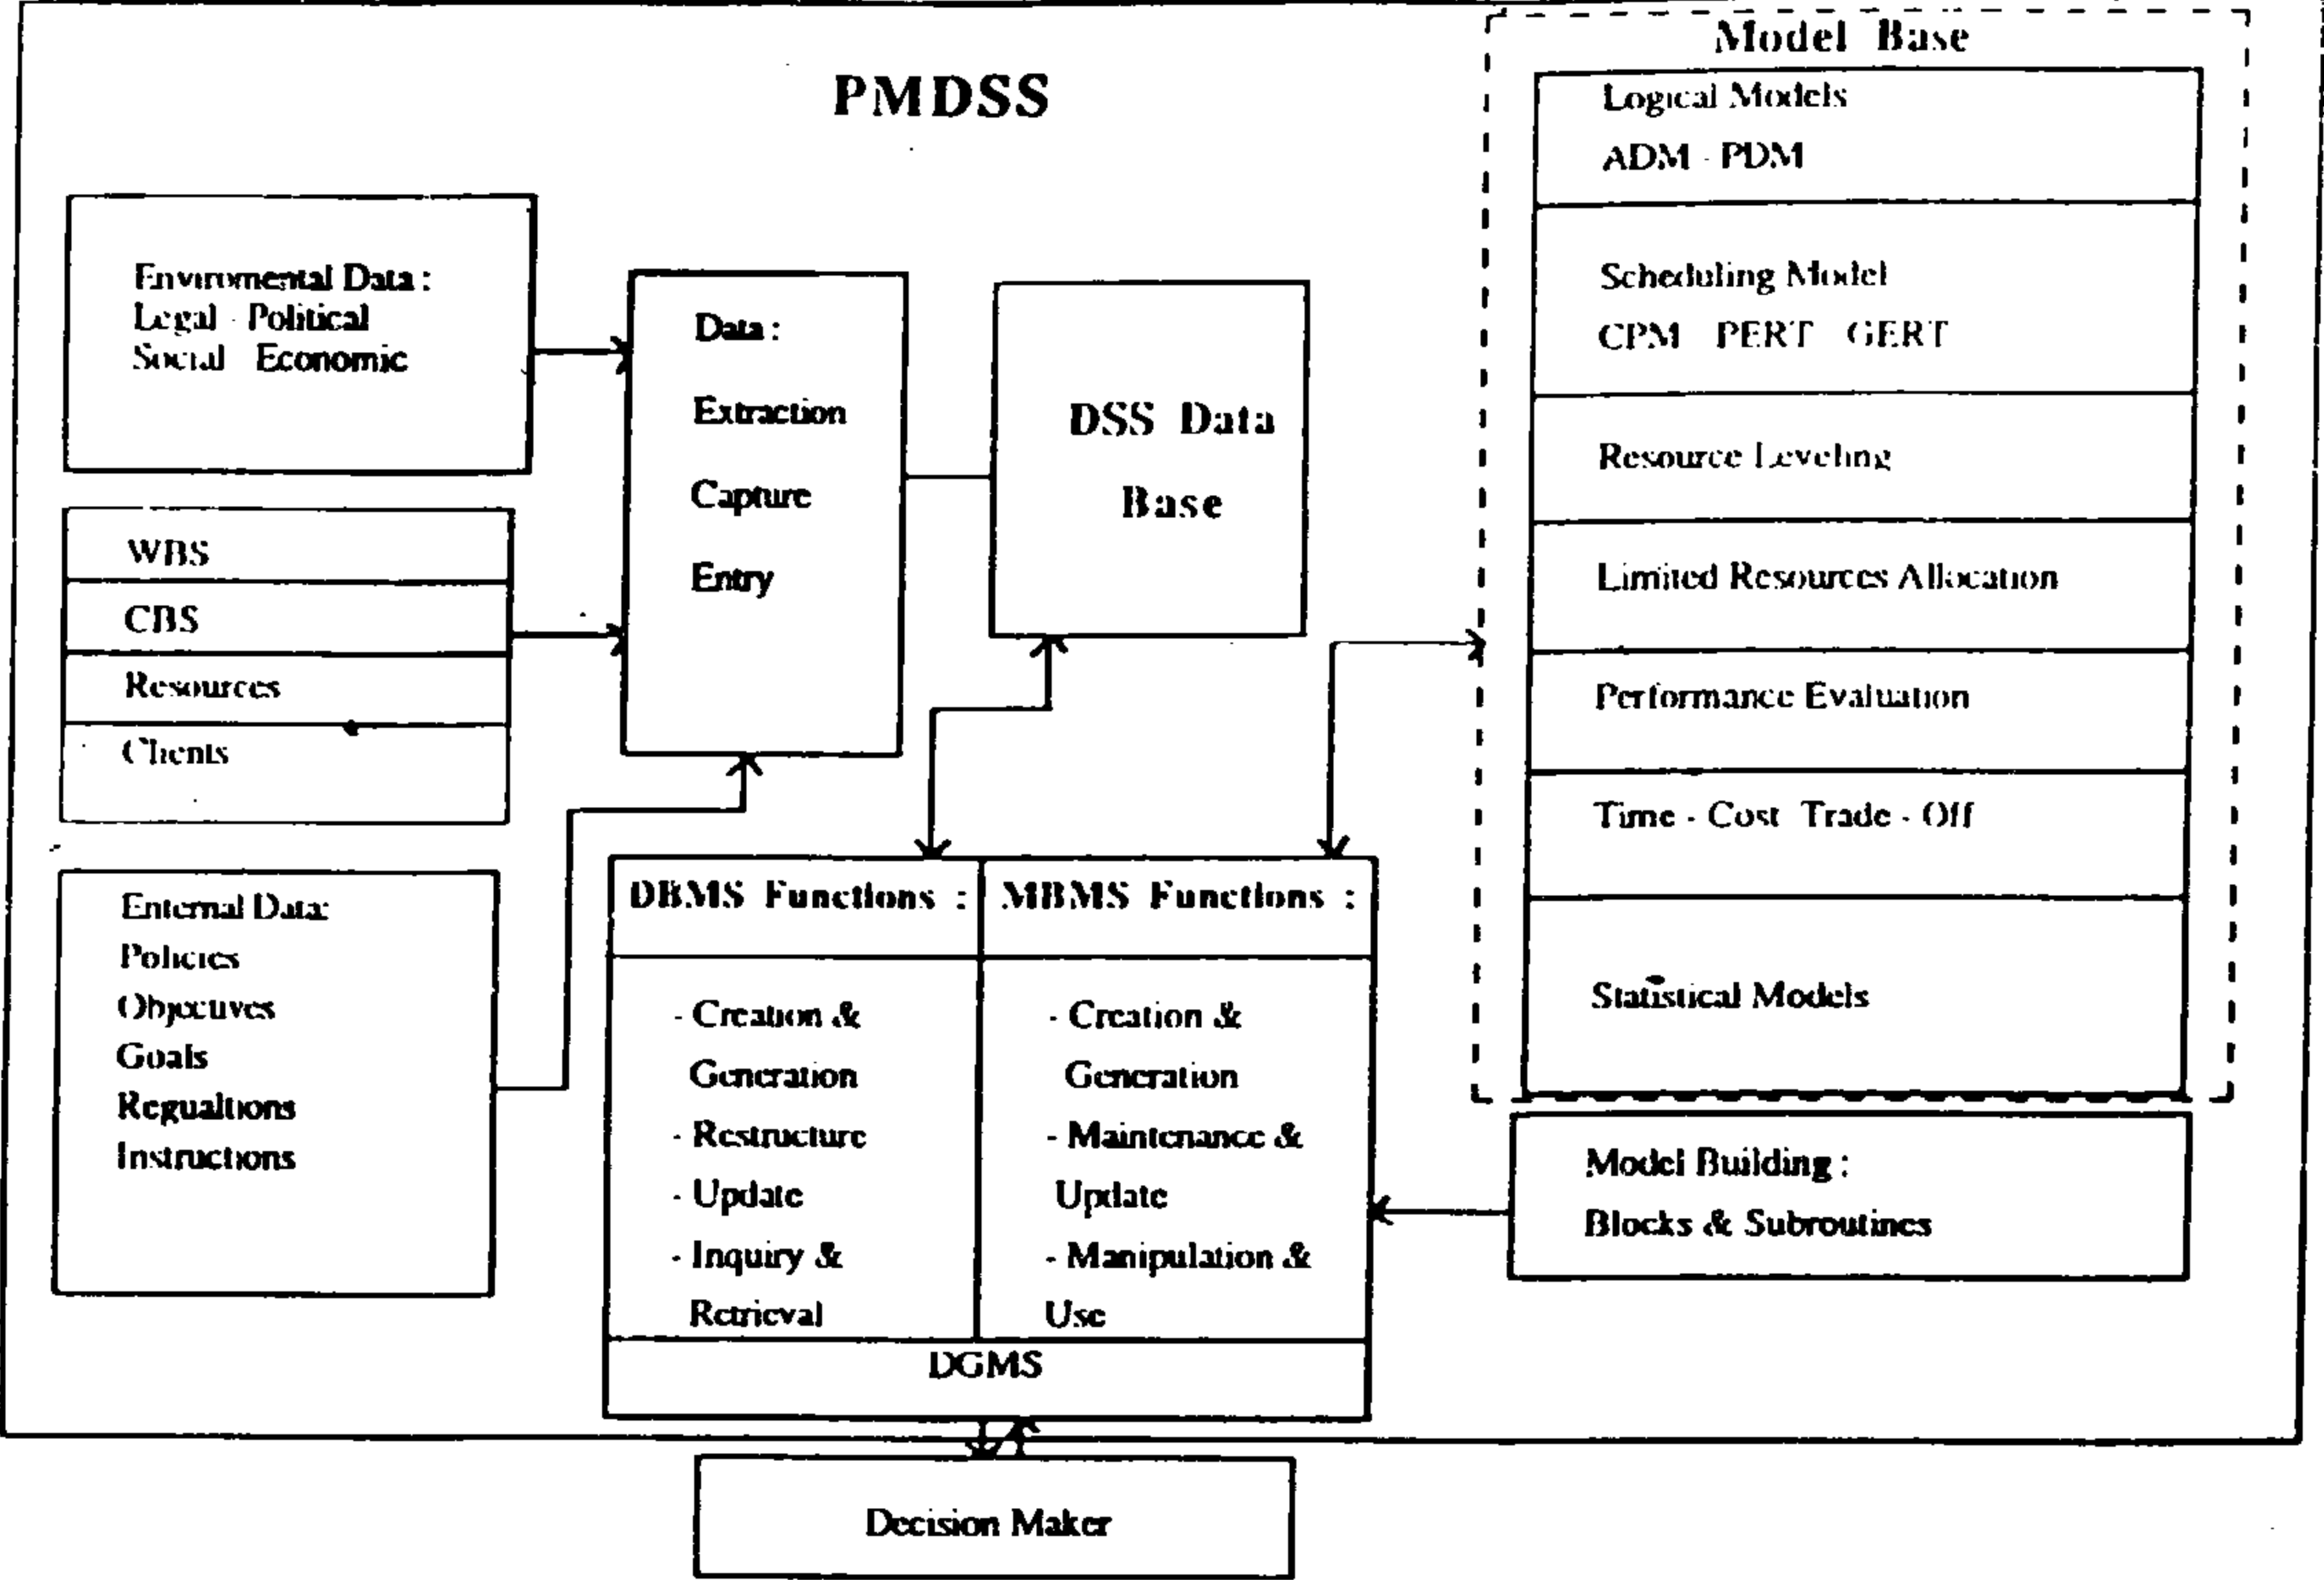 PMDSS
Enviromental Data :
Legal - Political
Social Economic
WBS
CBS
Resources
Clients
Enternal Data:
Policies
Objectives
Goals
Regualtions
Instructions
Data :
Extraction
Capture
Entry
DSS Data
Base
DBMS Functions :
- Creation &
Generation
- Restructure
- Update
- Inquiry &
Retrieval
MBMS Functions :
- Creation &
Generation
- Maintenance &
Update
- Manipulation &
Use
DGMS
Decision Maker
Model Base
Logical Models
ADM - PDM
Scheduling Model
CPM PERT GERT
Resource Leveling
Limited Resources Allocation
Performance Evaluation
Time - Cost Trade - Off
Statistical Models
Model Building :
Blocks & Subroutines